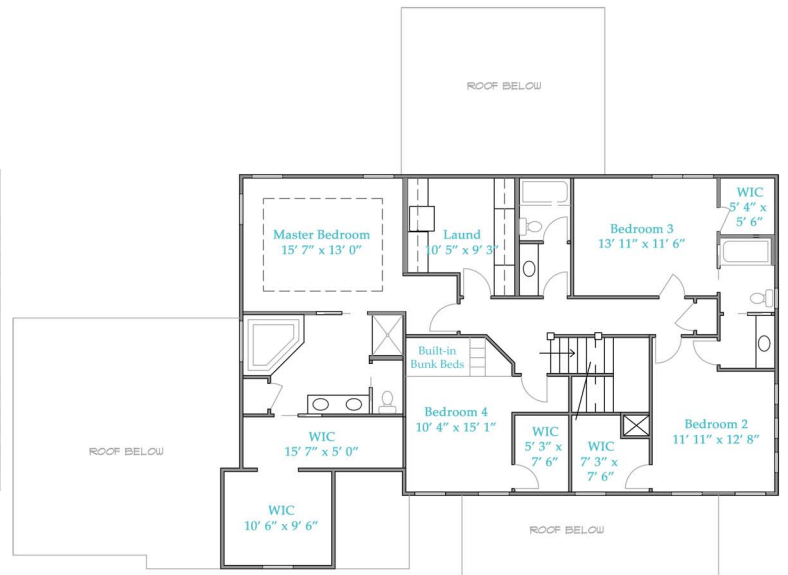 ROOF BELOW
Master Bedroom
15' 7" x 13' 0"
Laund
10' 5" x 9' 3"
Bedroom 3
13' 11" x 11' 6"
WIC
5' 4" x
5' 6"
Built-in
Bunk Beds
Bedroom 4
10' 4" x 15' 1"
WIC
5' 3" x
7' 6"
WIC
7' 3" x
7' 6"
Bedroom 2
11' 11" x 12' 8"
WIC
15' 7" x 5' 0"
ROOF BELOW
WIC
10' 6" x 9' 6"
ROOF BELOW